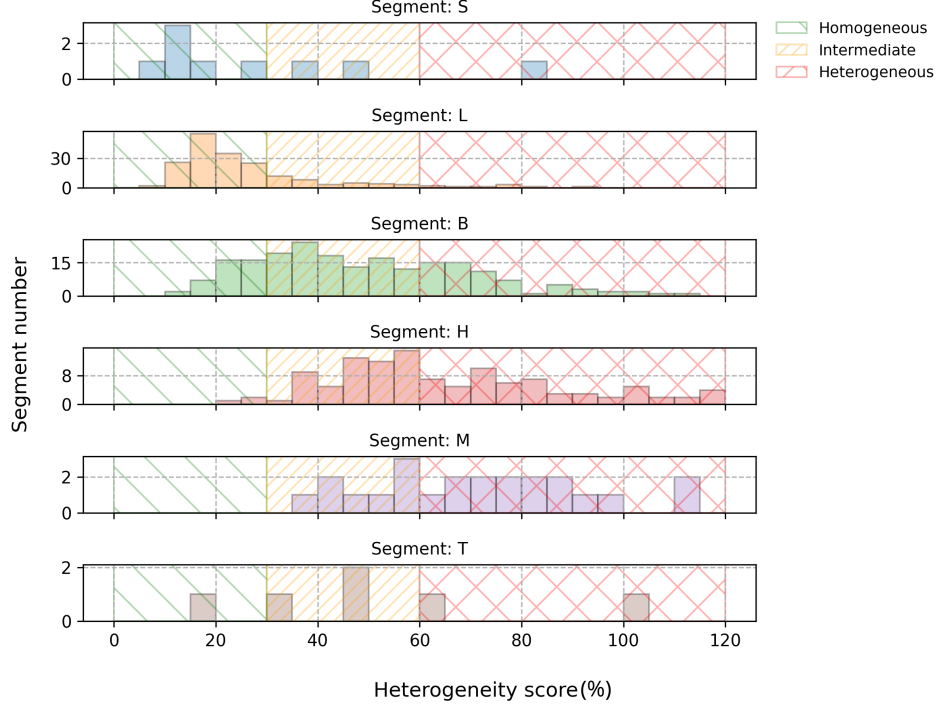 Segment: S
Homogeneous
Intermediate
Heterogeneous
2
0
Segment: L
30
0
Segment: B
15
0
Segment: H
8
0
Segment: M
2
0
Segment: T
2
0
0 20 40 60 80 100 120
Segment number
Heterogeneity score(%)